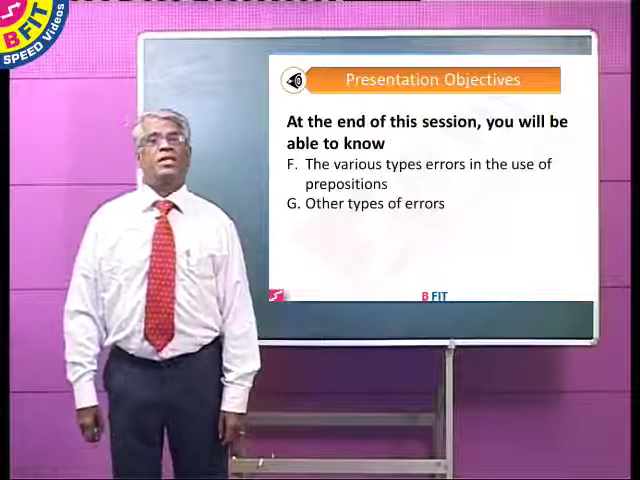 B FIT
SPEED Videos
Presentation Objectives
At the end of this session, you will be
able to know
F. The various types errors in the use of
prepositions
G. Other types of errors
B FIT